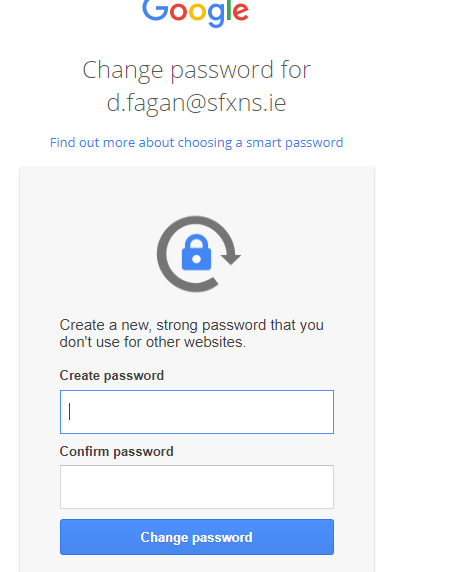 Google
Change password for
d.fagan@sfxns.ie
Find out more about choosing a smart password
Create a new, strong password that you
don't use for other websites.
Create password
Confirm password
Change password